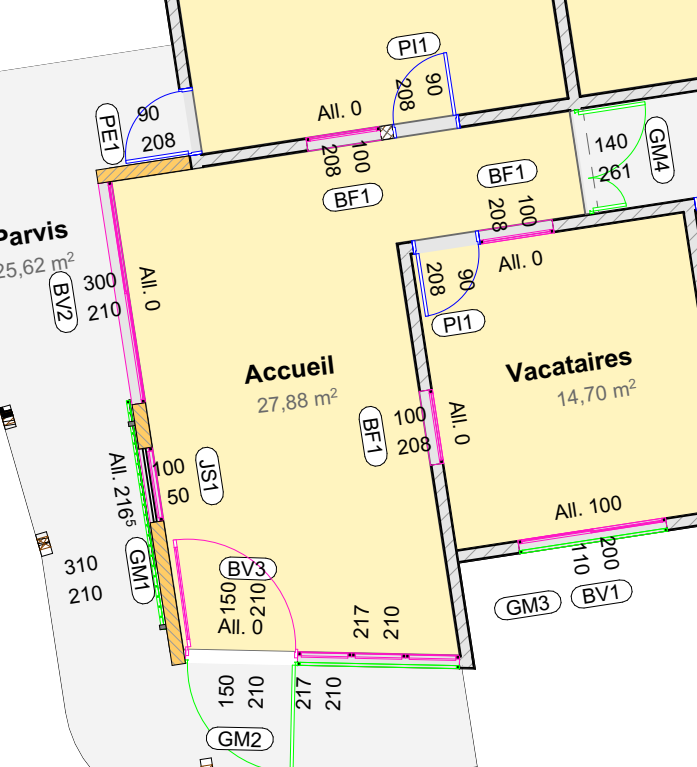 PI1
90
208
All. 0
90
208
PE1
100
208
BF1
BF1
100
208
140
261
GM4
All. 0
Parvis
25,62 m²
300
210
BV2
All. 0
208
90
PI1
Accueil
27,88 m²
Vacataires
14,70 m²
100
208
BF1
All. 0
All. 216⁵
100
50
JS1
310
210
GM1
All. 100
110
200
GM3
BV1
BV3
150
210
All. 0
217
210
150
210
217
210
GM2